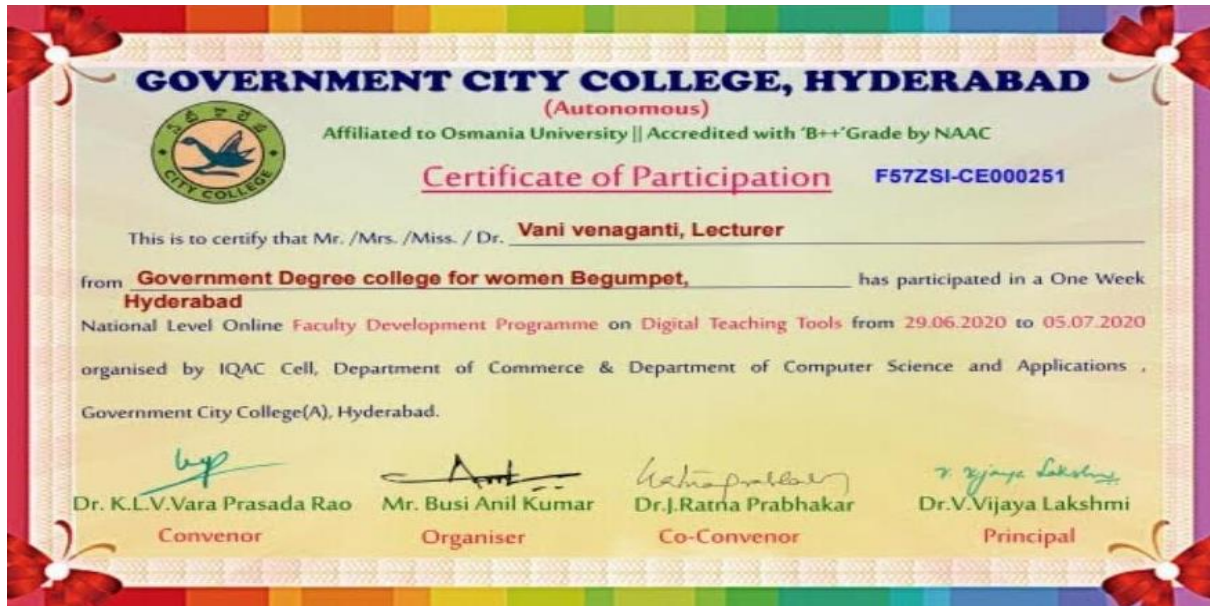 GOVERNMENT CITY COLLEGE, HYDERABAD
(Autonomous)
Affiliated to Osmania University || Accredited with 'B++'Grade by NAAC
CITY COLLEGE
Certificate of Participation F57ZSI-CE000251
This is to certify that Mr. /Mrs. /Miss. / Dr. Vani venaganti, Lecturer
from Government Degree college for women Begumpet, has participated in a One Week
Hyderabad
National Level Online Faculty Development Programme on Digital Teaching Tools from 29.06.2020 to 05.07.2020
organised by IQAC Cell, Department of Commerce & Department of Computer Science and Applications ,
Government City College(A), Hyderabad.
V. Vijaya Lakshmi
Dr. K.L.V.Vara Prasada Rao Mr. Busi Anil Kumar Dr.J.Ratna Prabhakar Dr.V.Vijaya Lakshmi
Convenor Organiser Co-Convenor Principal